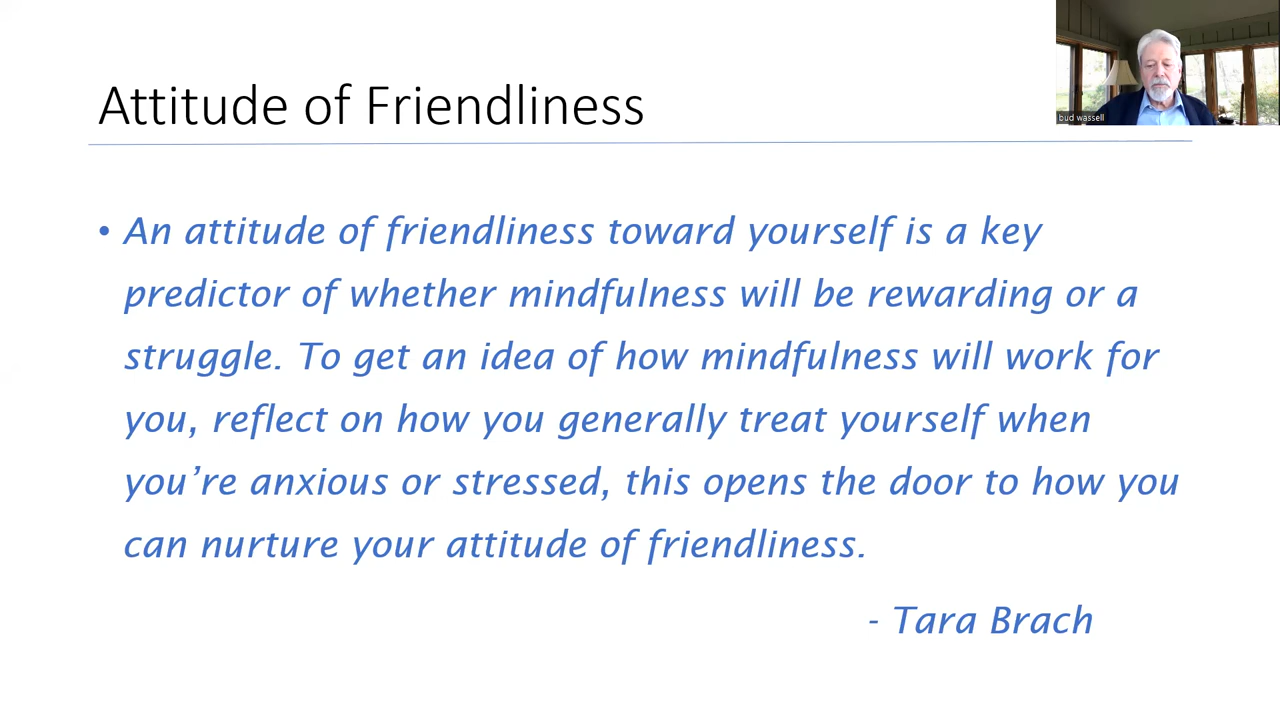 Attitude of Friendliness
bud wassell
• An attitude of friendliness toward yourself is a key
predictor of whether mindfulness will be rewarding or a
struggle. To get an idea of how mindfulness will work for
you, reflect on how you generally treat yourself when
you’re anxious or stressed, this opens the door to how you
can nurture your attitude of friendliness.
- Tara Brach